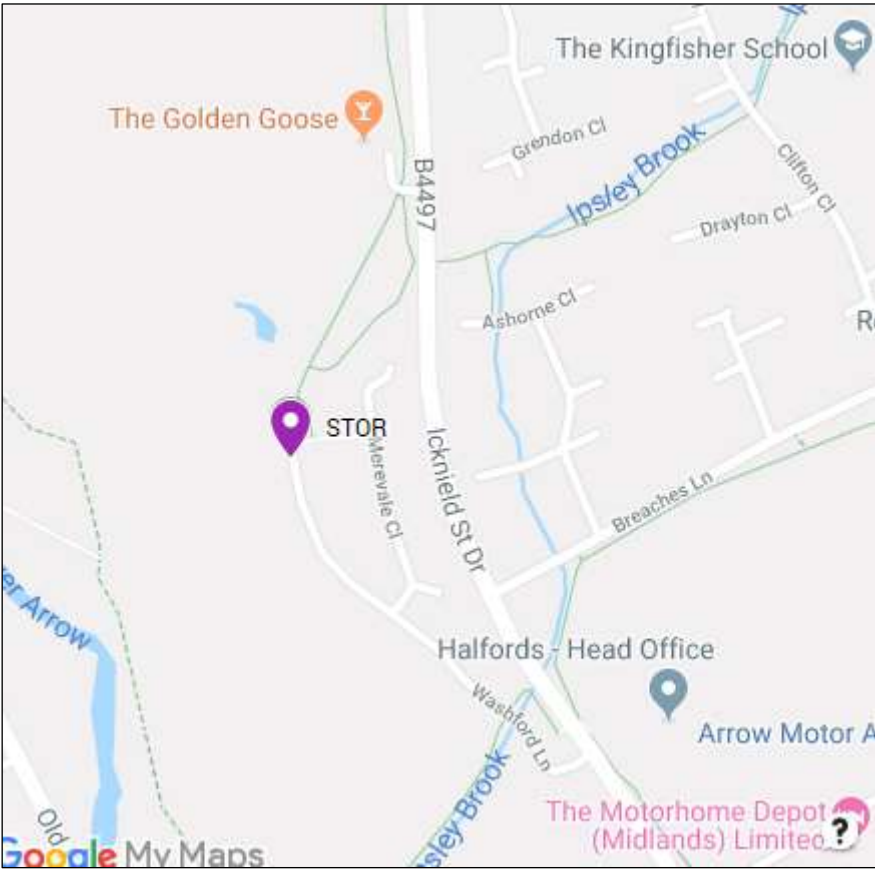 The Kingfisher School
The Golden Goose
Grendon Cl
B4497
Ipsley Brook
Clifton Cl
Drayton Cl
Ashorne Cl
STOR
Merevale Cl
Icknield St Dr
Breaches Ln
er Arrow
Halfords - Head Office
Washford Ln
Arrow Motor A
sley Brook
The Motorhome Depot
(Midlands) Limited
?
Old
Google My Maps